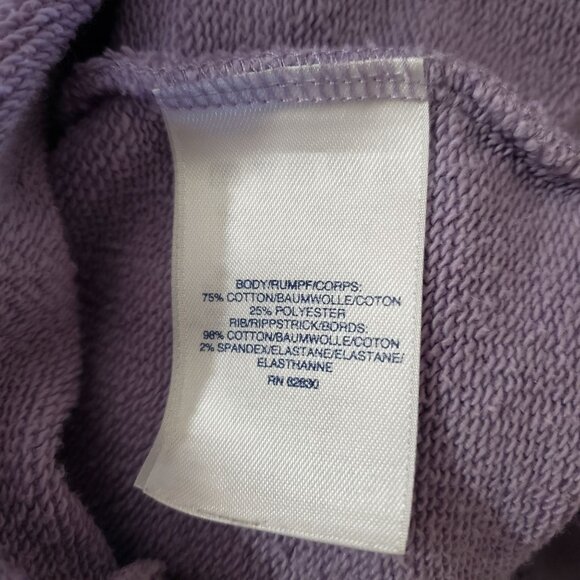 BODY/RUMPF/CORPS:
75% COTTON/BAUMWOLLE/COTON
25% POLYESTER
RIB/RIPPSTRICK/BORDS:
98% COTTON/BAUMWOLLE/COTON
2% SPANDEX/ELASTANE/ELASTANE/
ELASTHANNE
RN 62830